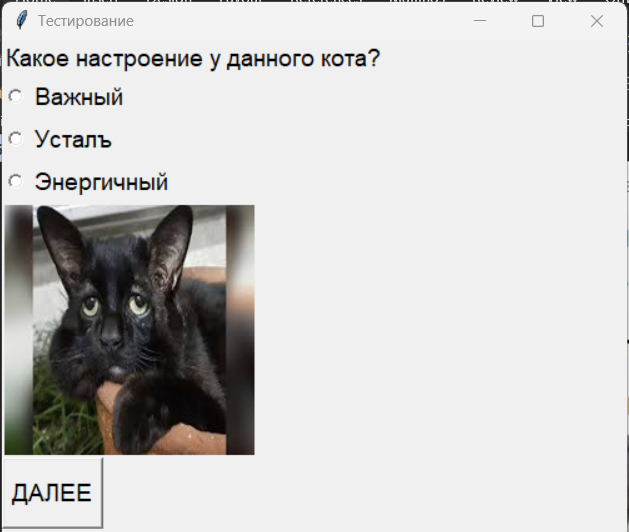 Тестирование
Какое настроение у данного кота?
Важный
Усталъ
Энергичный
ДАЛЕЕ